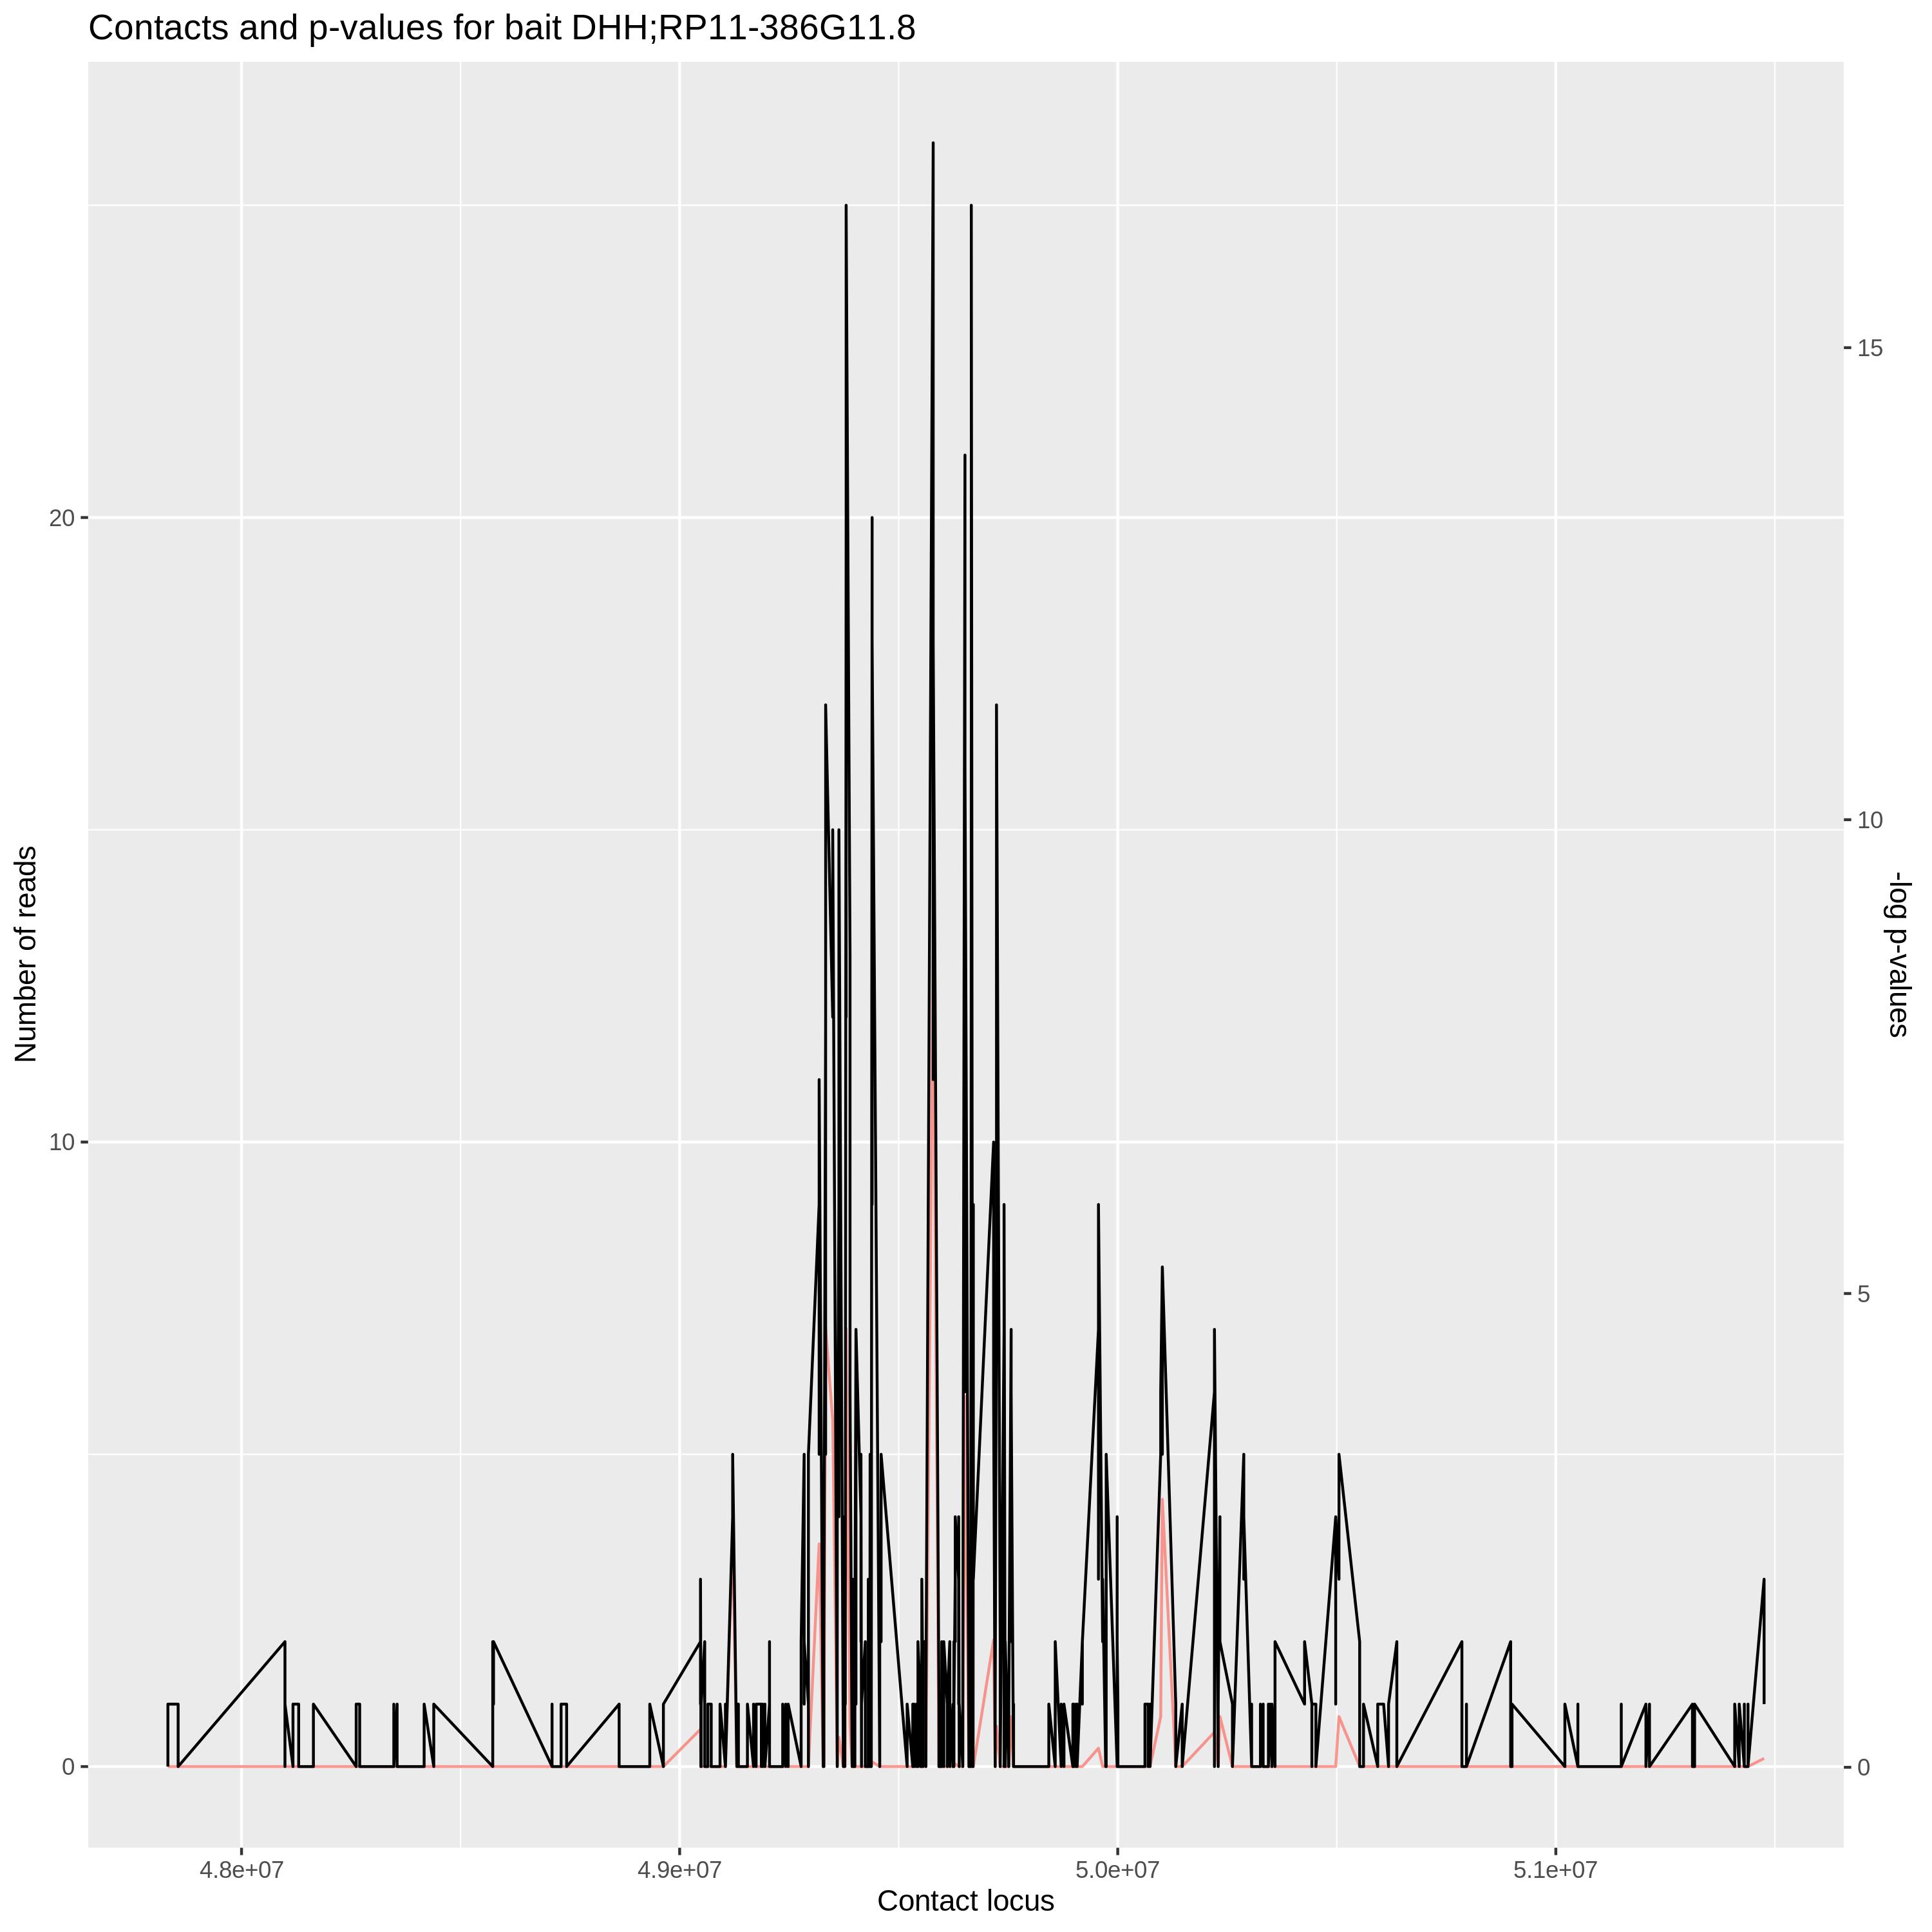 Contacts and p-values for bait DHH;RP11-386G11.8
Number of reads
20
10
0
15
10
5
0
-log p-values
4.8e+07
4.9e+07
5.0e+07
5.1e+07
Contact locus